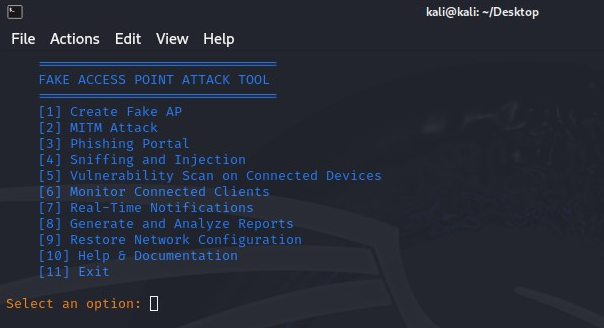 kali@kali: ~/Desktop
File Actions Edit View Help
FAKE ACCESS POINT ATTACK TOOL
[1] Create Fake AP
[2] MITM Attack
[3] Phishing Portal
[4] Sniffing and Injection
[5] Vulnerability Scan on Connected Devices
[6] Monitor Connected Clients
[7] Real-Time Notifications
[8] Generate and Analyze Reports
[9] Restore Network Configuration
[10] Help & Documentation
[11] Exit
Select an option: